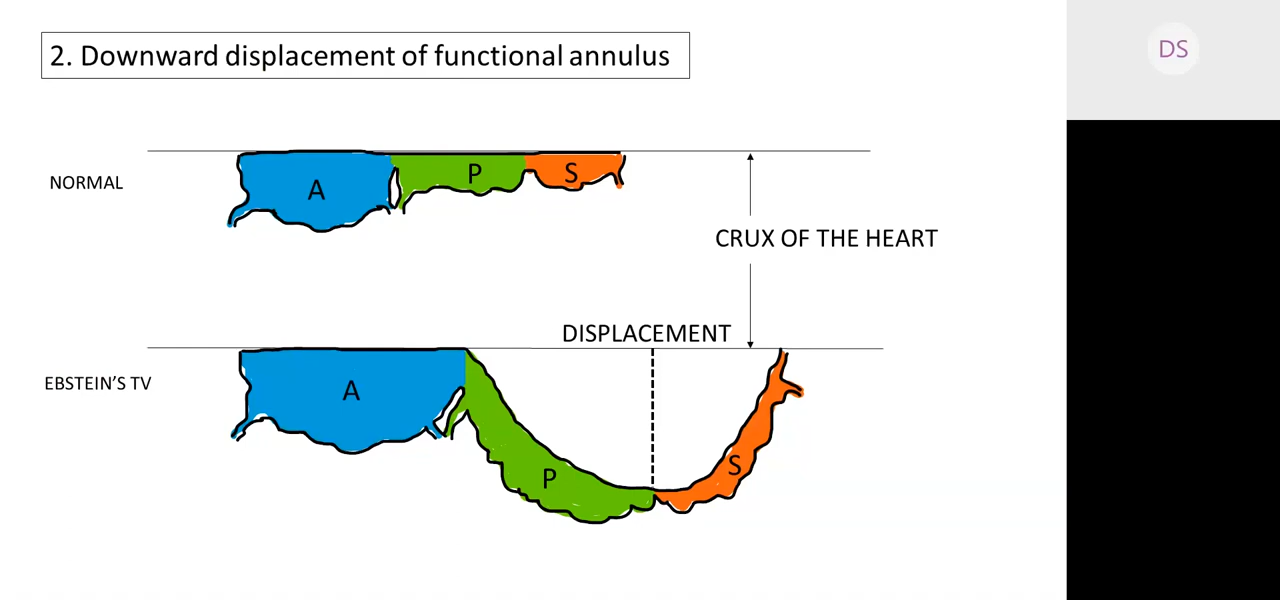 2. Downward displacement of functional annulus
DS
NORMAL
A
P
S
CRUX OF THE HEART
DISPLACEMENT
EBSTEIN'S TV
A
P
S